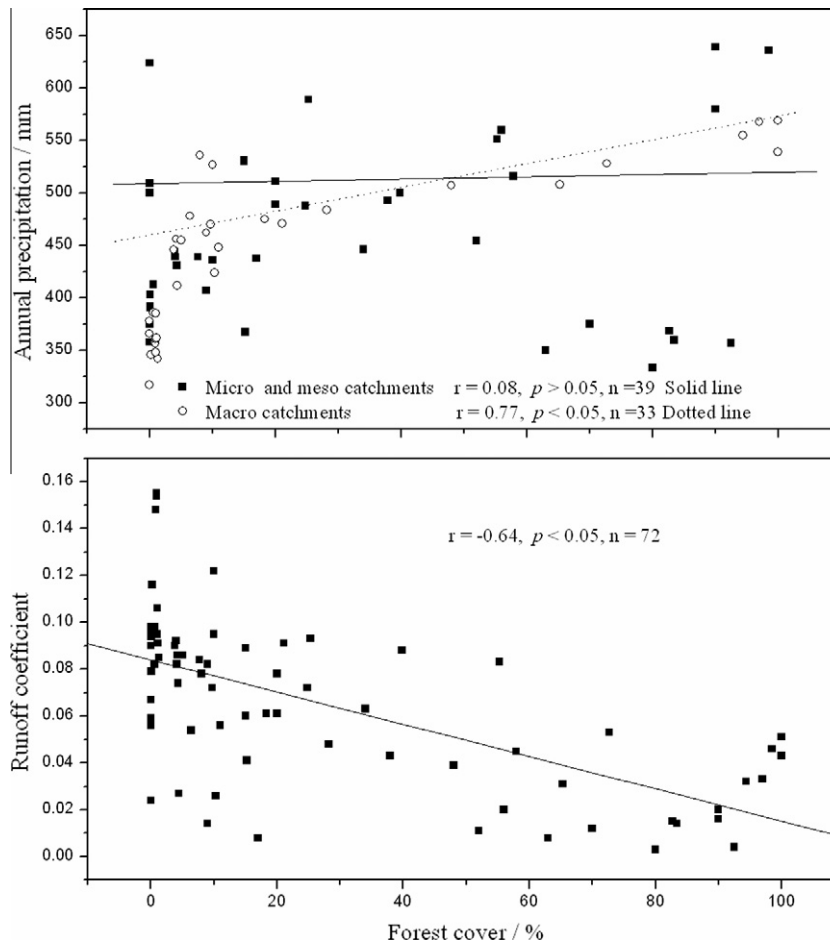 650
600
550
500
450
400
350
300
Annual precipitation / mm
Micro and meso catchments r = 0.08, p > 0.05, n =39 Solid line
Macro catchments r = 0.77, p < 0.05, n =33 Dotted line
0.16
0.14
0.12
0.10
0.08
0.06
0.04
0.02
0.00
Runoff coefficient
r = -0.64, p < 0.05, n = 72
0 20 40 60 80 100
Forest cover / %